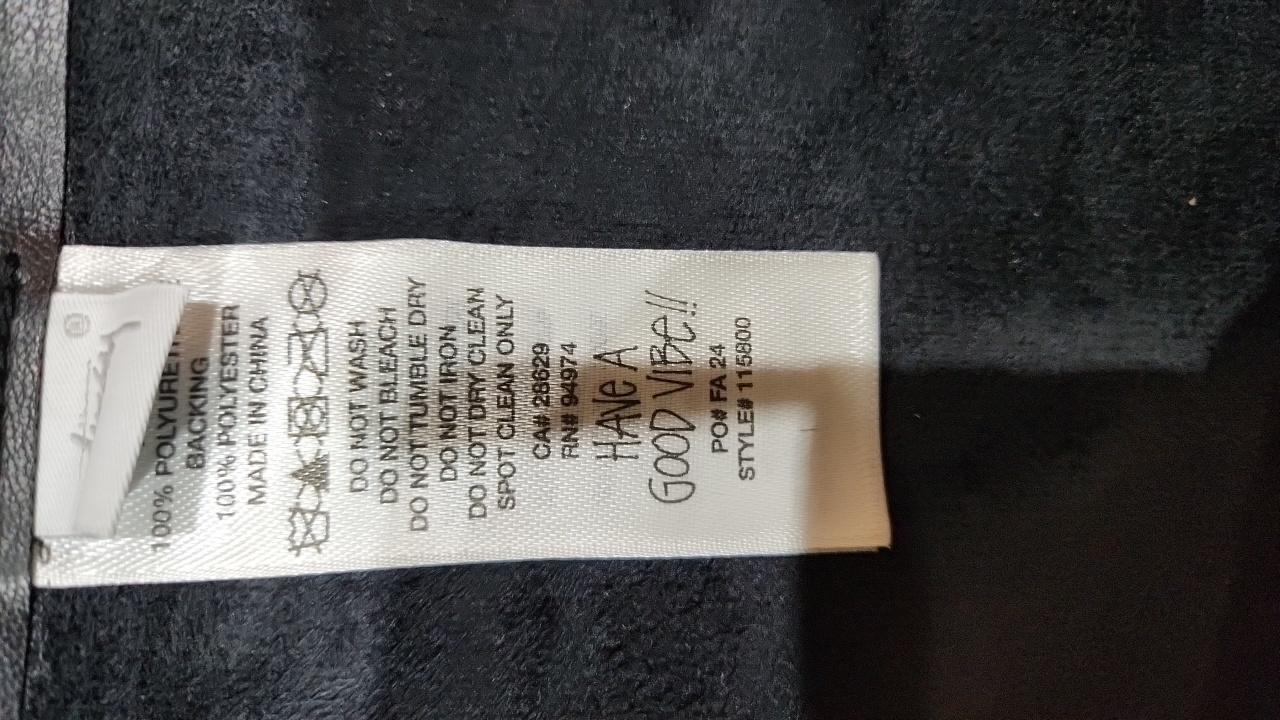 ®
100% POLYURET
BACKING
100% POLYESTER
MADE IN CHINA
DO NOT WASH
DO NOT BLEACH
DO NOT TUMBLE DRY
DO NOT IRON
DO NOT DRY CLEAN
SPOT CLEAN ONLY
CA# 28629
RN# 94974
HAVE A
GOOD VIBE!!
PO# FA 24
STYLE# 115800